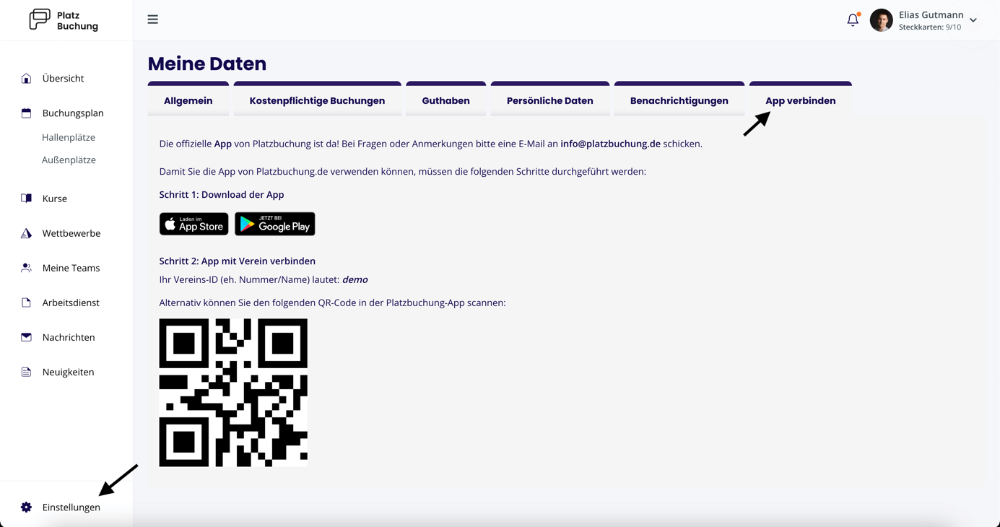 Platz
Buchung
Elias Gutmann
Steckkarten: 9/10
Übersicht
Buchungsplan
Hallenplätze
Außenplätze
Kurse
Wettbewerbe
Meine Teams
Arbeitsdienst
Nachrichten
Neuigkeiten
Einstellungen
Meine Daten
Allgemein
Kostenpflichtige Buchungen
Guthaben
Persönliche Daten
Benachrichtigungen
App verbinden
Die offizielle App von Platzbuchung ist da! Bei Fragen oder Anmerkungen bitte eine E-Mail an info@platzbuchung.de schicken.
Damit Sie die App von Platzbuchung.de verwenden können, müssen die folgenden Schritte durchgeführt werden:
Schritt 1: Download der App
Laden im
App Store
JETZT BEI
Google Play
Schritt 2: App mit Verein verbinden
Ihr Vereins-ID (eh. Nummer/Name) lautet: demo
Alternativ können Sie den folgenden QR-Code in der Platzbuchung-App scannen: